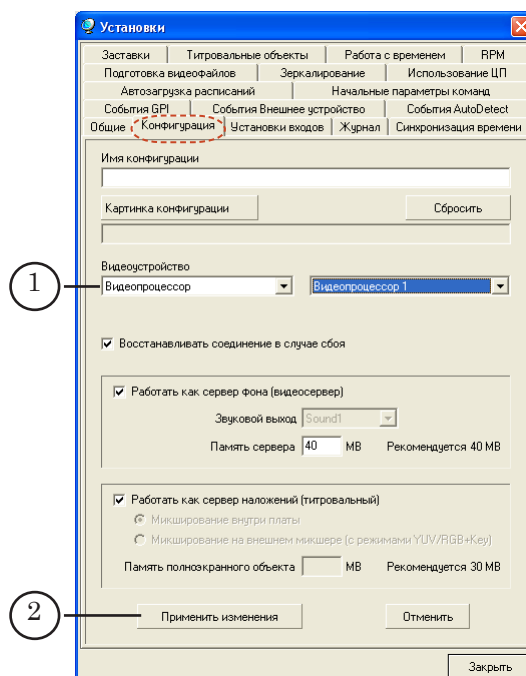 Установки
Заставки Титровальные объекты Работа с временем RPM
Подготовка видеофайлов Зеркалирование Использование ЦП
Автозагрузка расписаний Начальные параметры команд
События GPI События Внешнее устройство События AutoDetect
Общие Конфигурация Установки входов Журнал Синхронизация времени
Имя конфигурации
Картинка конфигурации Сбросить
Видеоустройство
1 Видеопроцессор Видеопроцессор 1
Восстанавливать соединение в случае сбоя
Работать как сервер фона (видеосервер)
Звуковой выход Sound1
Память сервера 40 MB Рекомендуется 40 MB
Работать как сервер наложений (титровальный)
Микширование внутри платы
Микширование на внешнем микшере (с режимами YUV/RGB+Key)
Память полноэкранного объекта MB Рекомендуется 30 MB
2 Применить изменения Отменить
Закрыть